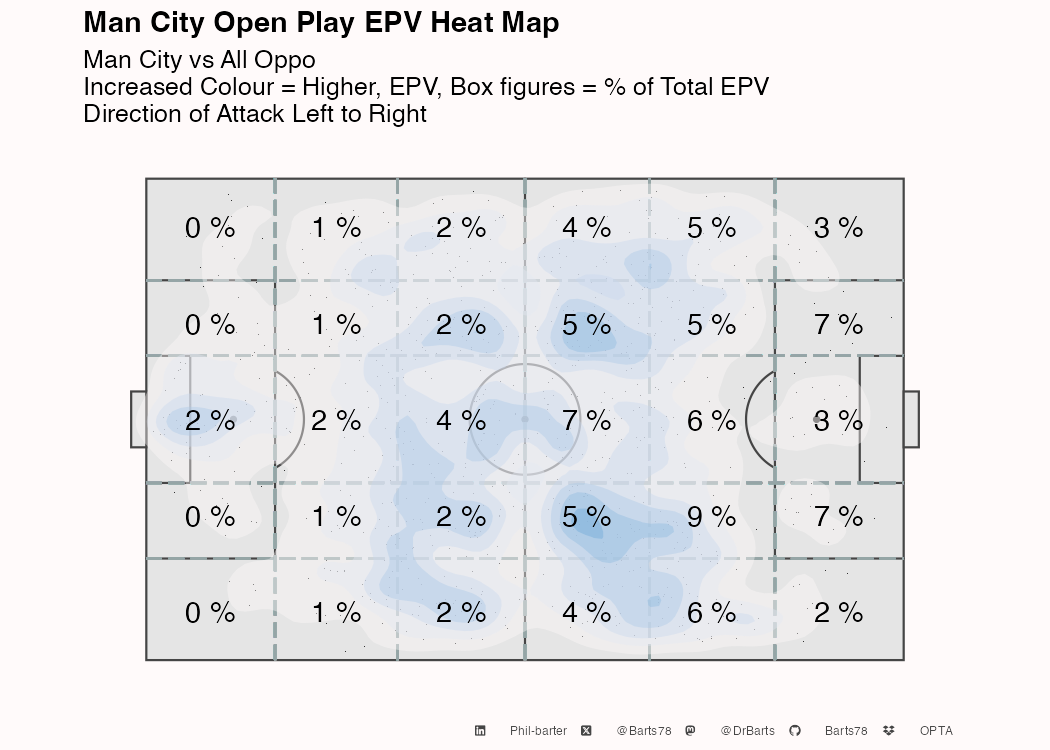 Man City Open Play EPV Heat Map
Man City vs All Oppo
Increased Colour = Higher, EPV, Box figures = % of Total EPV
Direction of Attack Left to Right
0 % 1 % 2 % 4 % 5 % 3 %
0 % 1 % 2 % 5 % 5 % 7 %
2 % 2 % 4 % 7 % 6 % 8 %
0 % 1 % 2 % 5 % 9 % 7 %
0 % 1 % 2 % 4 % 6 % 2 %
Phil-barter @Barts78 @DrBarts Barts78 OPTA